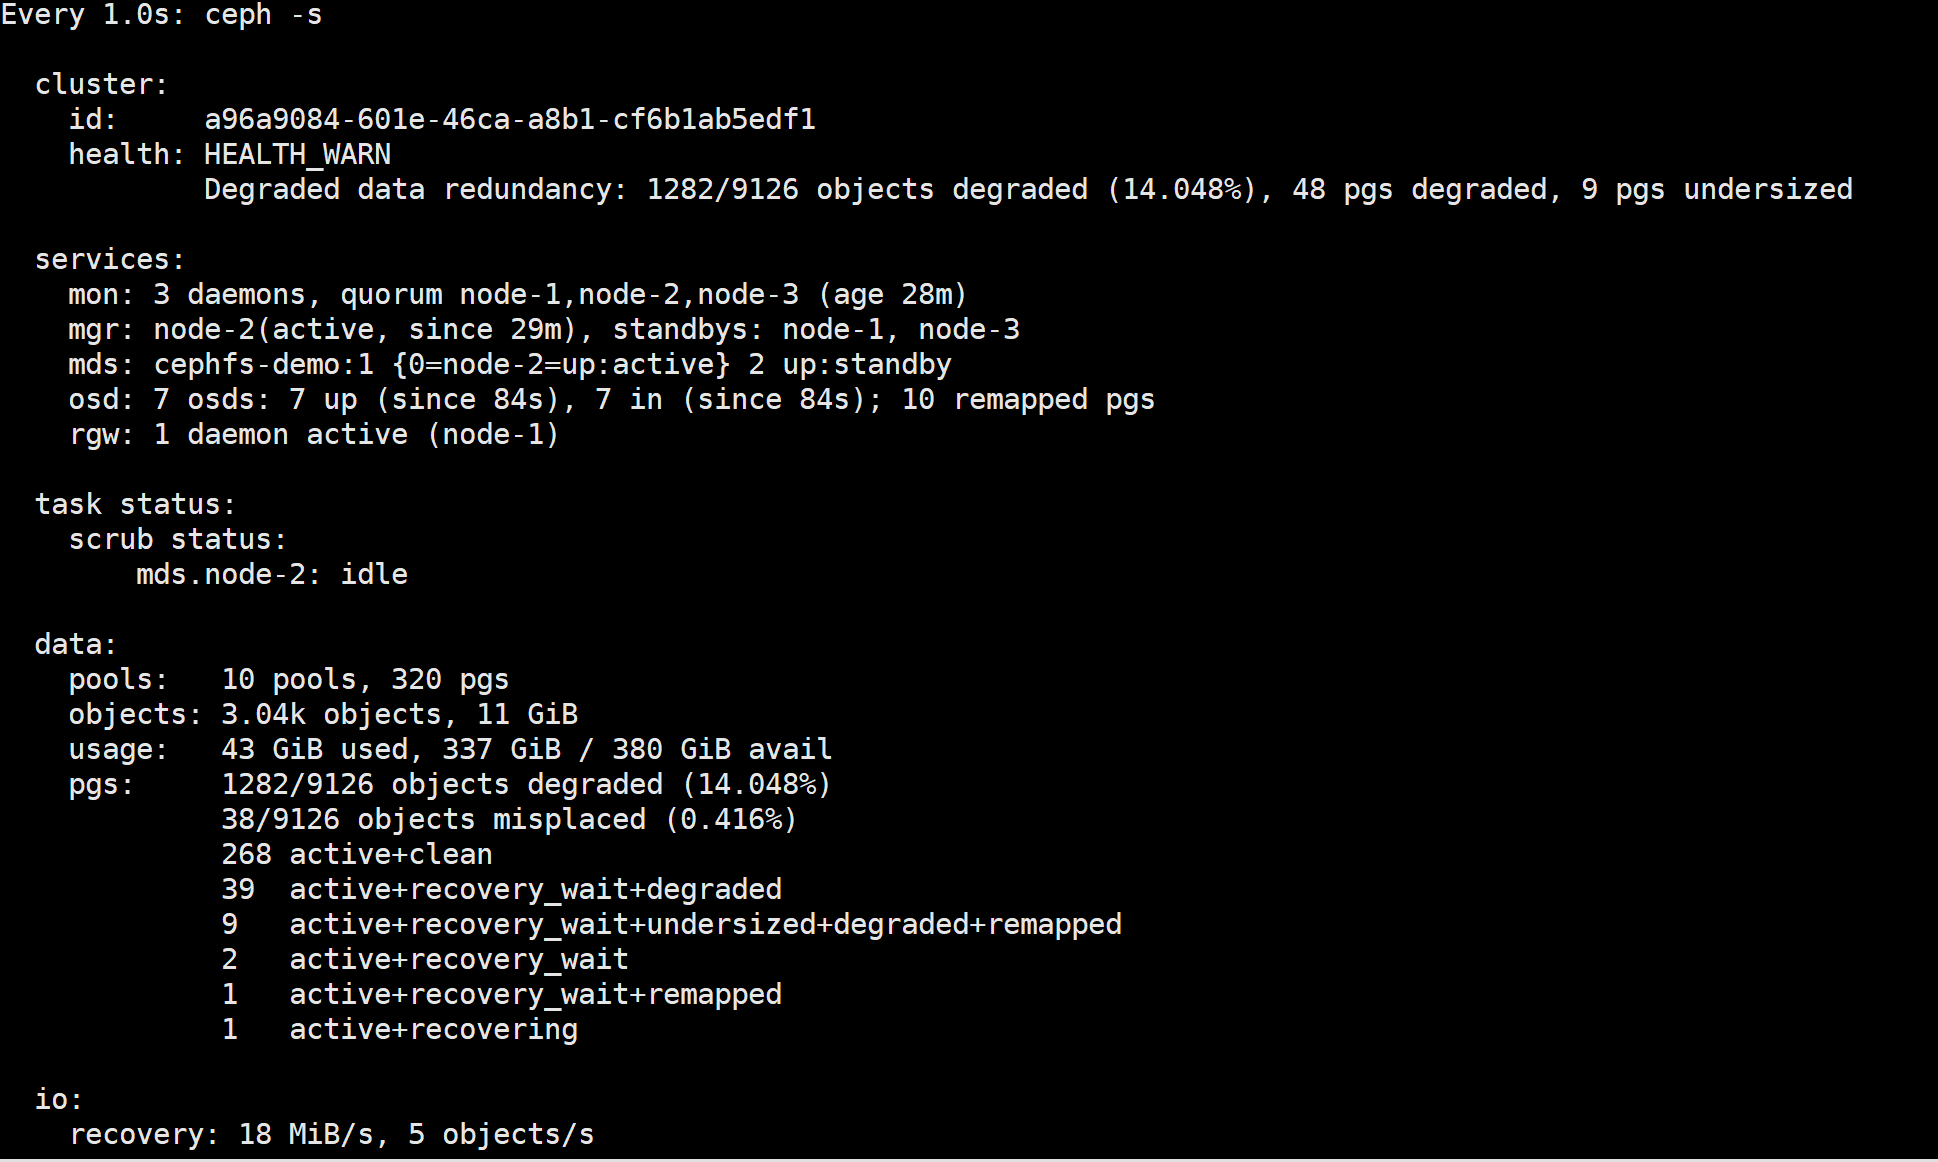 Every 1.0s: ceph -s
cluster:
id: a96a9084-601e-46ca-a8b1-cf6b1ab5edf1
health: HEALTH_WARN
Degraded data redundancy: 1282/9126 objects degraded (14.048%), 48 pgs degraded, 9 pgs undersized
services:
mon: 3 daemons, quorum node-1,node-2,node-3 (age 28m)
mgr: node-2(active, since 29m), standbys: node-1, node-3
mds: cephfs-demo:1 {0=node-2=up:active} 2 up:standby
osd: 7 osds: 7 up (since 84s), 7 in (since 84s); 10 remapped pgs
rgw: 1 daemon active (node-1)
task status:
scrub status:
mds.node-2: idle
data:
pools: 10 pools, 320 pgs
objects: 3.04k objects, 11 GiB
usage: 43 GiB used, 337 GiB / 380 GiB avail
pgs: 1282/9126 objects degraded (14.048%)
38/9126 objects misplaced (0.416%)
268 active+clean
39 active+recovery_wait+degraded
9 active+recovery_wait+undersized+degraded+remapped
2 active+recovery_wait
1 active+recovery_wait+remapped
1 active+recovering
io:
recovery: 18 MiB/s, 5 objects/s